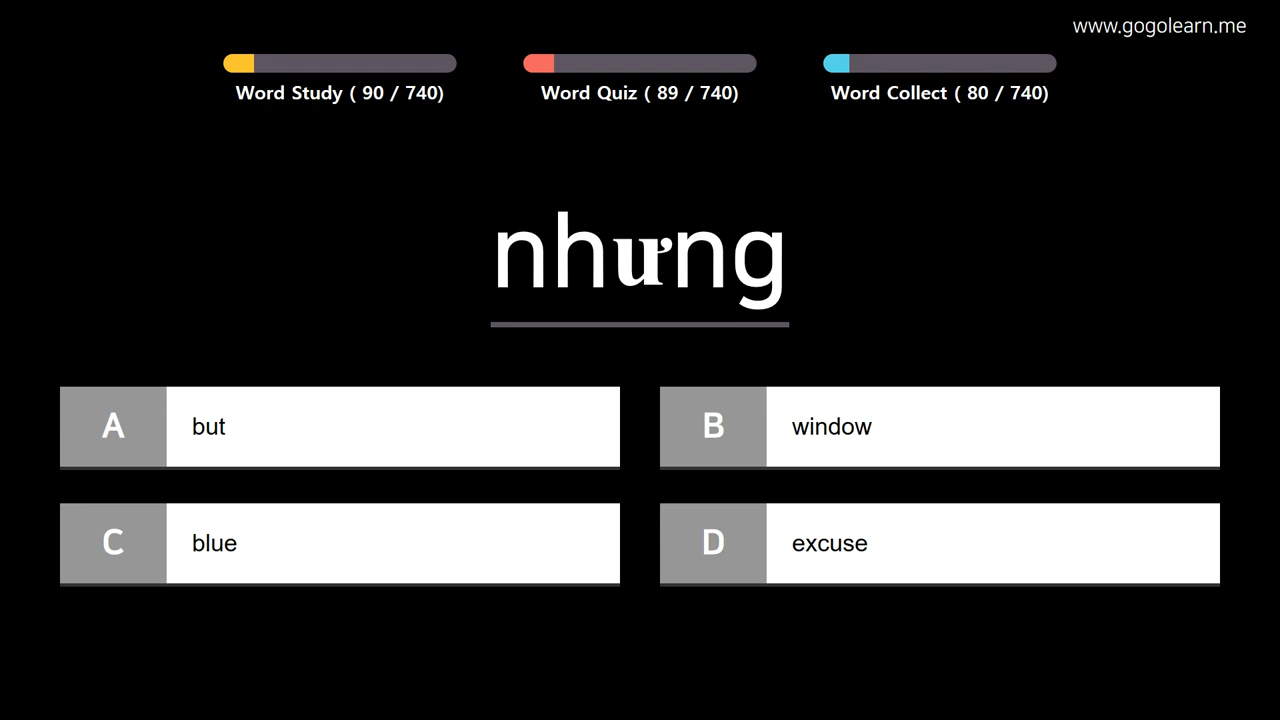 www.gogolearn.me
Word Study ( 90 / 740)
Word Quiz ( 89 / 740)
Word Collect ( 80 / 740)
nhưng
A but
B window
C blue
D excuse